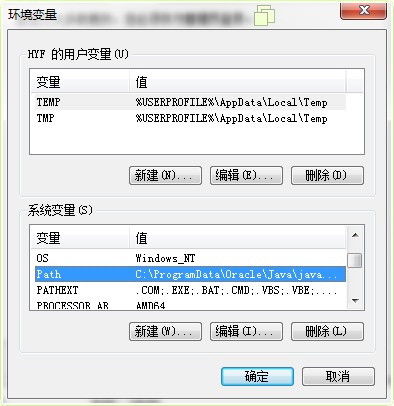 环境变量
HYF 的用户变量(U)
变量 值
TEMP %USERPROFILE%\AppData\Local\Temp
TMP %USERPROFILE%\AppData\Local\Temp
新建(N)... 编辑(E)... 删除(D)
系统变量(S)
变量 值
OS Windows_NT
Path C:\ProgramData\Oracle\Java\java...
PATHEXT .COM;.EXE;.BAT;.CMD;.VBS;.VBE;....
PROCESSOR_AR AMD64
新建(W)... 编辑(I)... 删除(L)
确定 取消